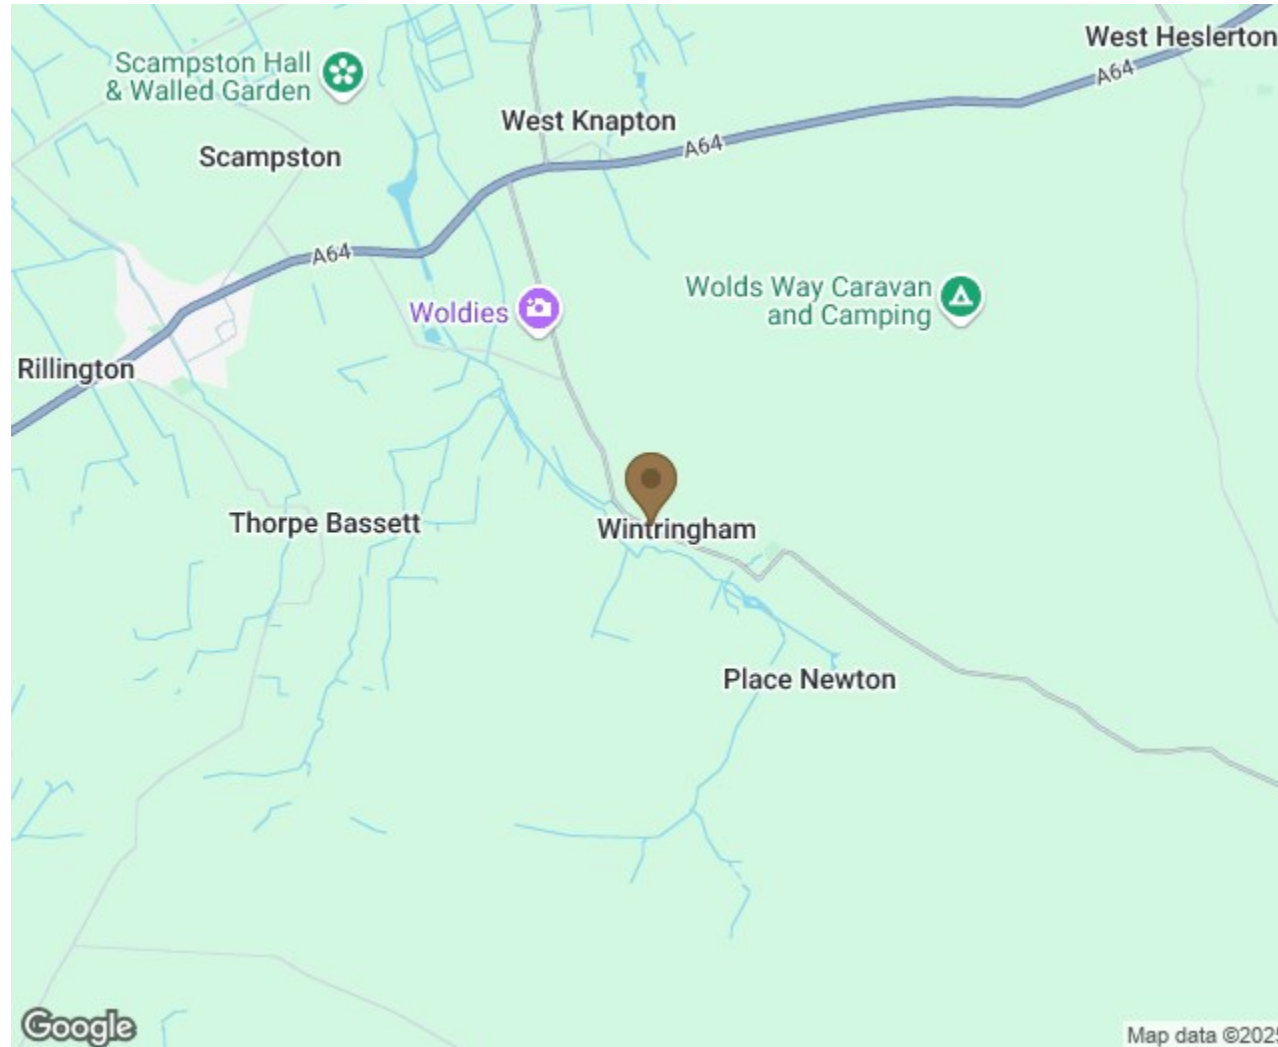 West Heslerton
A64
Scampston Hall
& Walled Garden
West Knapton
A64
Scampston
A64
Wolds Way Caravan
and Camping
Woldies
Rillington
Thorpe Bassett
Wintringham
Place Newton
Google
Map data ©2025